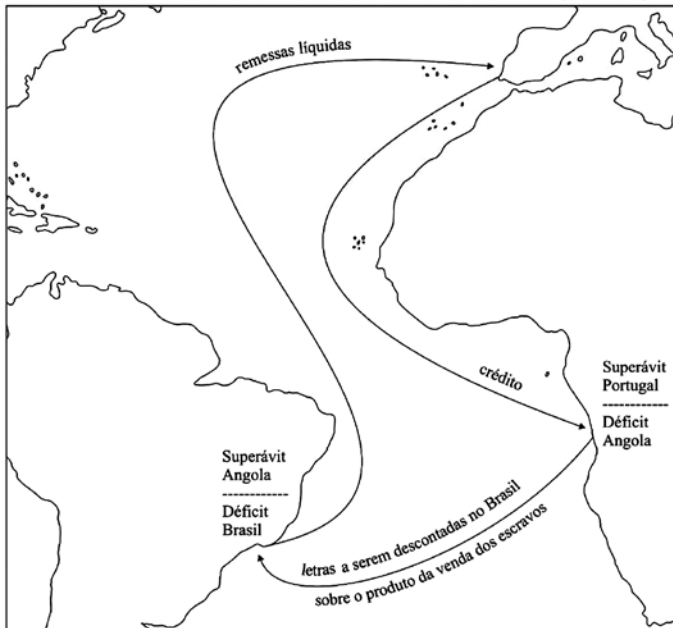 remessas líquidas
crédito
Superávit
Portugal
------------
Déficit
Angola
Superávit
Angola
------------
Déficit
Brasil
letras a serem descontadas no Brasil
sobre o produto da venda dos escravos